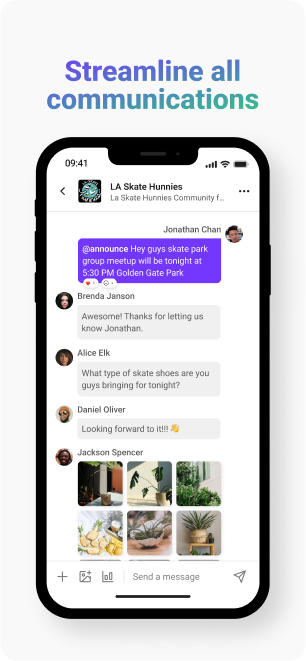 Streamline all
communications
09:41
LA Skate Hunnies
LA Skate Hunnies Community f...
Jonathan Chan
@announce Hey guys skate park
group meetup will be tonight at
5:30 PM Golden Gate Park
Brenda Janson
Awesome! Thanks for letting us
know Jonathan.
Alice Elk
What type of skate shoes are you
guys bringing for tonight?
Daniel Oliver
Looking forward to it!!! 👋
Jackson Spencer
Send a message